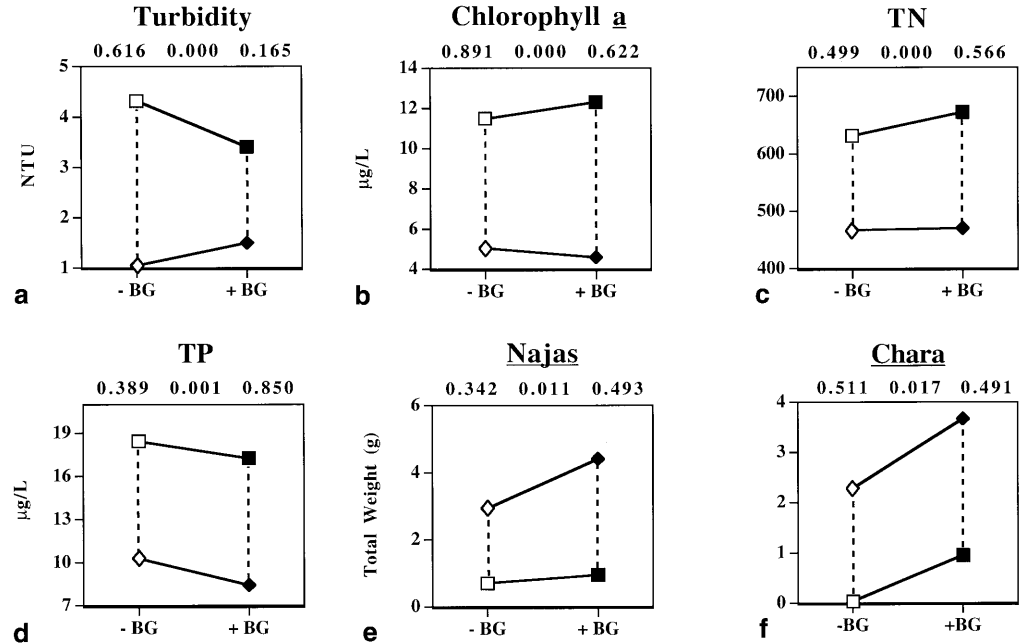 Turbidity
0.616 0.000 0.165
5
4
3
2
1
NTU
- BG + BG
a
Chlorophyll a
0.891 0.000 0.622
14
12
10
8
6
4
µg/L
- BG + BG
b
TN
0.499 0.000 0.566
700
600
500
400
- BG + BG
c
TP
0.389 0.001 0.850
19
16
13
10
7
µg/L
- BG + BG
d
Najas
0.342 0.011 0.493
6
4
2
0
Total Weight (g)
- BG + BG
e
Chara
0.511 0.017 0.491
4
3
2
1
0
-BG +BG
f